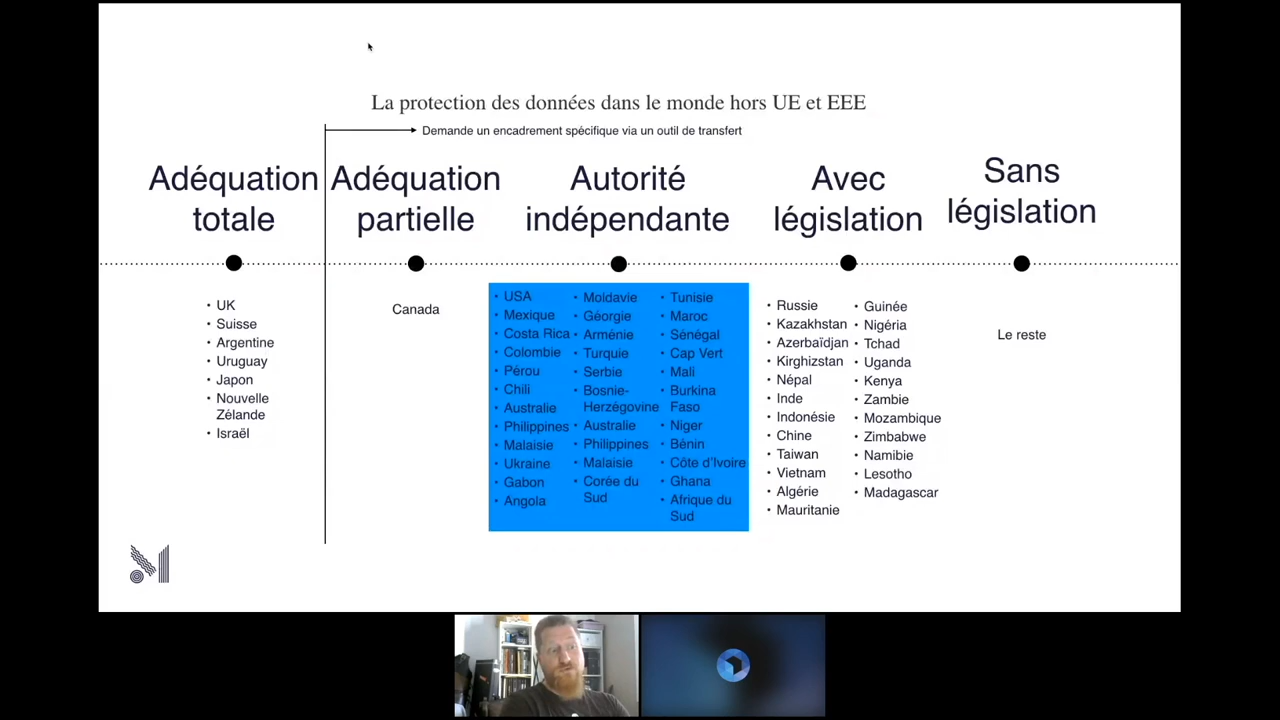 La protection des données dans le monde hors UE et EEE
Demande un encadrement spécifique via un outil de transfert
Adéquation
totale
Adéquation
partielle
Autorité
indépendante
Avec
législation
Sans
législation
• UK
• Suisse
• Argentine
• Uruguay
• Japon
• Nouvelle
Zélande
• Israël
Canada
• USA
• Mexique
• Costa Rica
• Colombie
• Pérou
• Chili
• Australie
• Philippines
• Malaisie
• Ukraine
• Gabon
• Angola
• Moldavie
• Géorgie
• Arménie
• Turquie
• Serbie
• Bosnie-
Herzégovine
• Australie
• Philippines
• Malaisie
• Corée du
Sud
• Tunisie
• Maroc
• Sénégal
• Cap Vert
• Mali
• Burkina
Faso
• Niger
• Bénin
• Côte d'Ivoire
• Ghana
• Afrique du
Sud
• Russie
• Kazakhstan
• Azerbaïdjan
• Kirghizstan
• Népal
• Inde
• Indonésie
• Chine
• Taiwan
• Vietnam
• Algérie
• Mauritanie
• Guinée
• Nigéria
• Tchad
• Uganda
• Kenya
• Zambie
• Mozambique
• Zimbabwe
• Namibie
• Lesotho
• Madagascar
Le reste